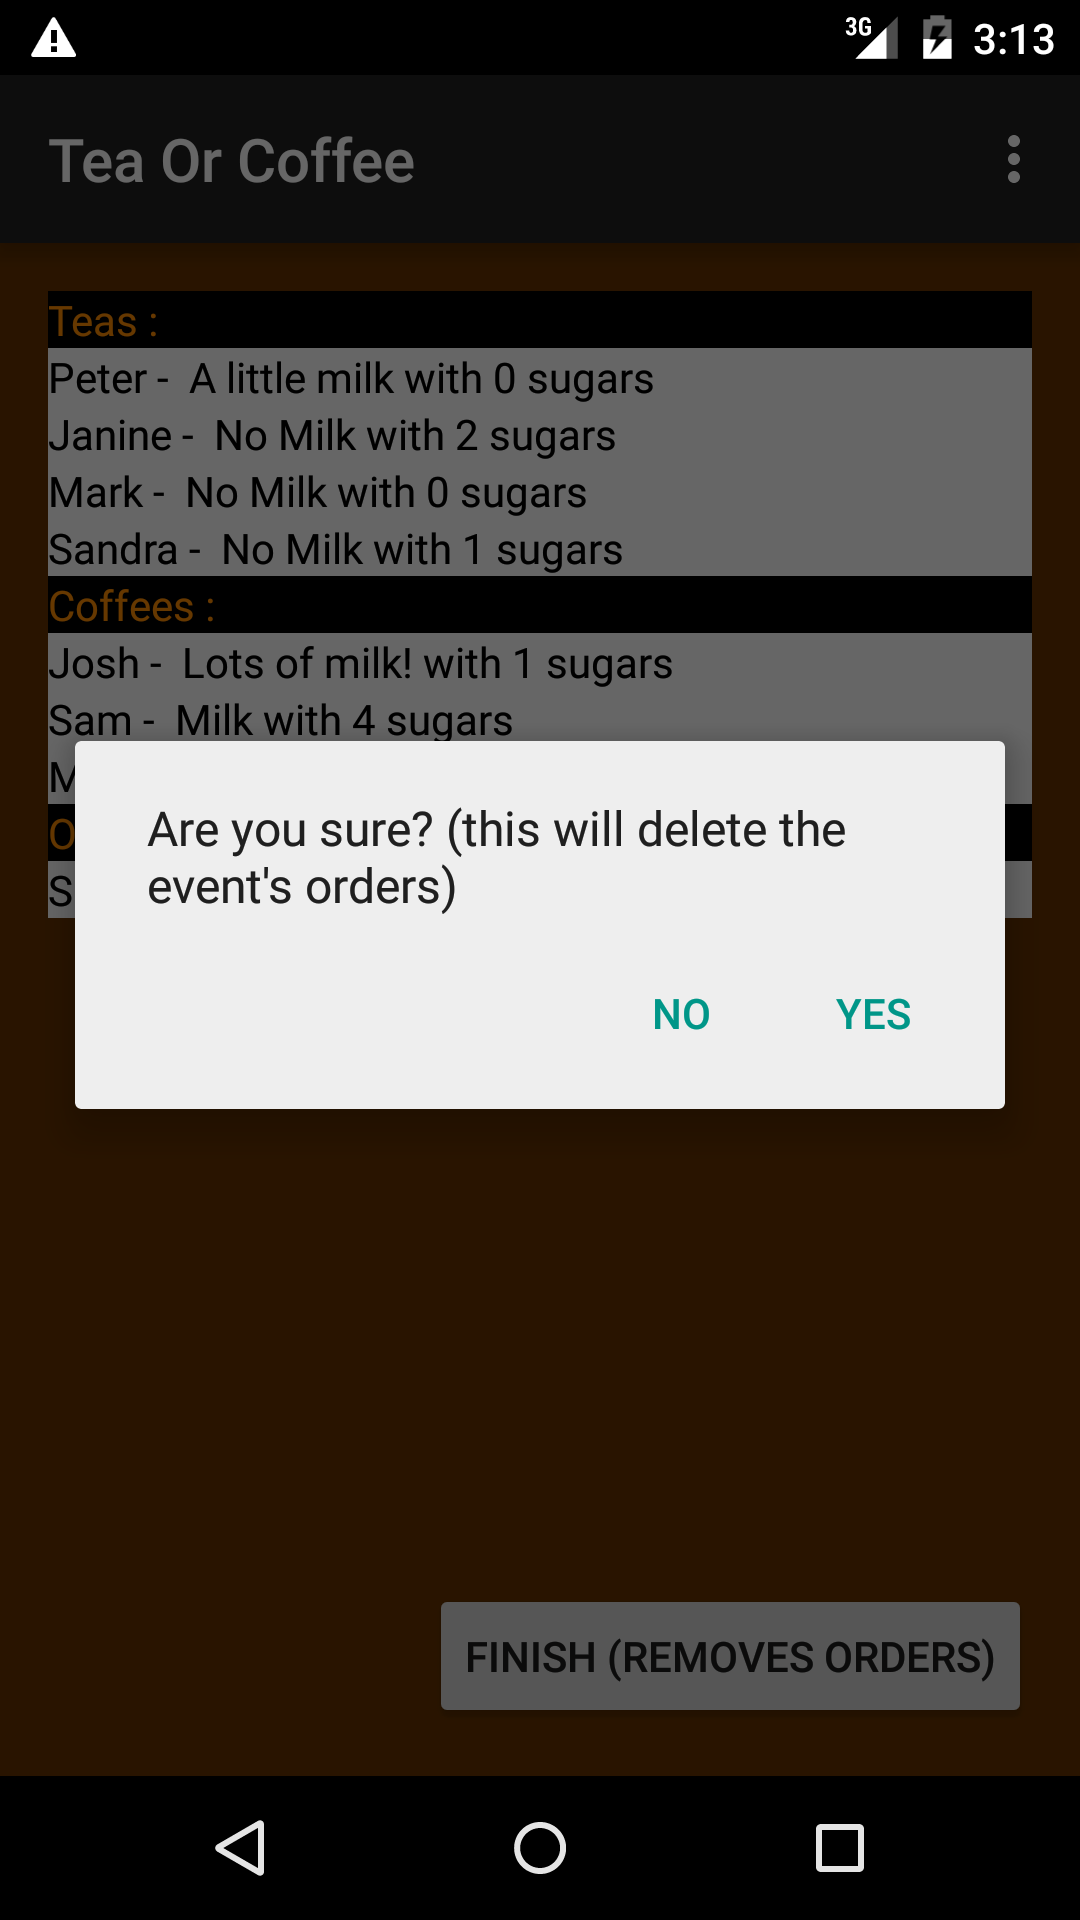 3G 3:13
Tea Or Coffee
Teas :
Peter -  A little milk with 0 sugars
Janine -  No Milk with 2 sugars
Mark -  No Milk with 0 sugars
Sandra -  No Milk with 1 sugars
Coffees :
Josh -  Lots of milk! with 1 sugars
Sam -  Milk with 4 sugars
Are you sure? (this will delete the
event's orders)
NO YES
FINISH (REMOVES ORDERS)